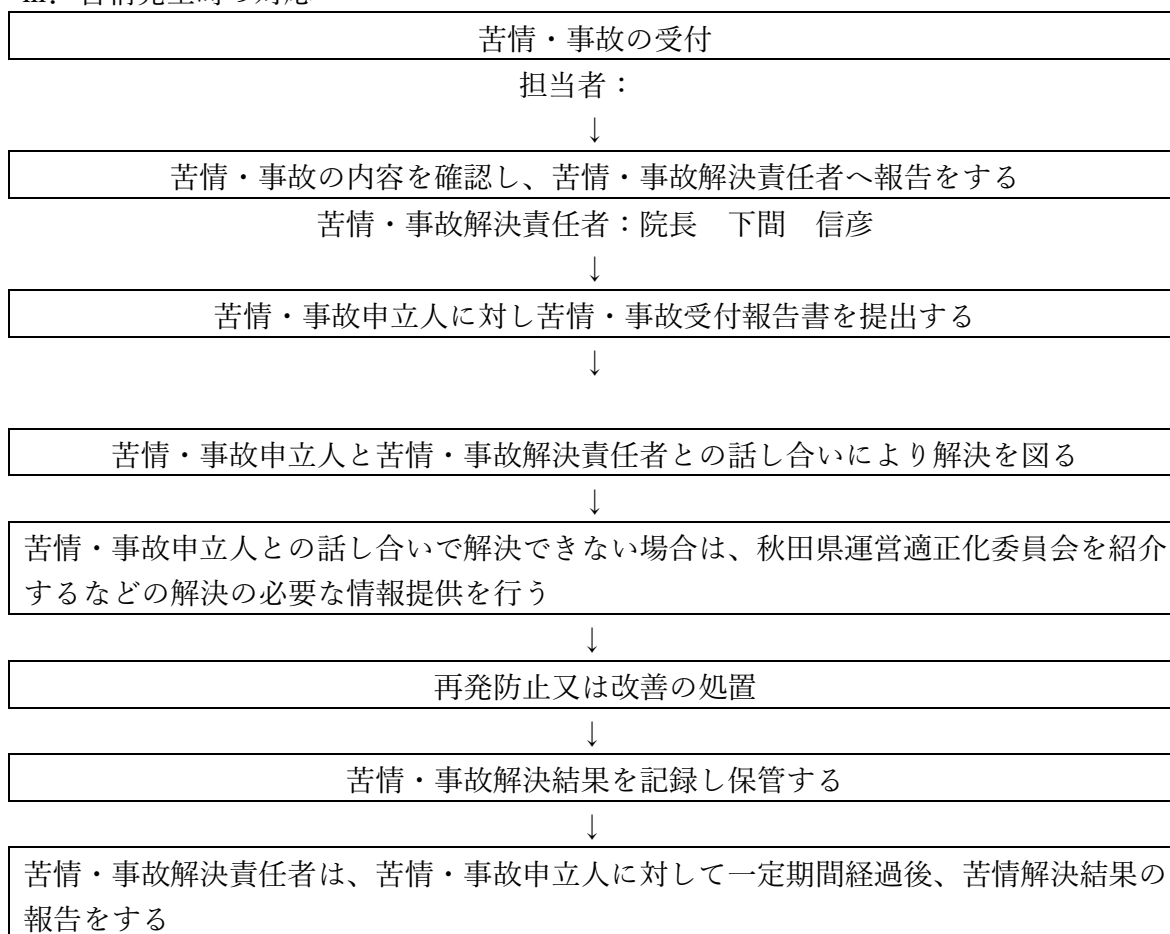 苦情・事故の受付
担当者：
↓
苦情・事故の内容を確認し、苦情・事故解決責任者へ報告をする
苦情・事故解決責任者：院長　下間　信彦
↓
苦情・事故申立人に対し苦情・事故受付報告書を提出する
↓
苦情・事故申立人と苦情・事故解決責任者との話し合いにより解決を図る
↓
苦情・事故申立人との話し合いで解決できない場合は、秋田県運営適正化委員会を紹介
するなどの解決の必要な情報提供を行う
↓
再発防止又は改善の処置
↓
苦情・事故解決結果を記録し保管する
↓
苦情・事故解決責任者は、苦情・事故申立人に対して一定期間経過後、苦情解決結果の
報告をする